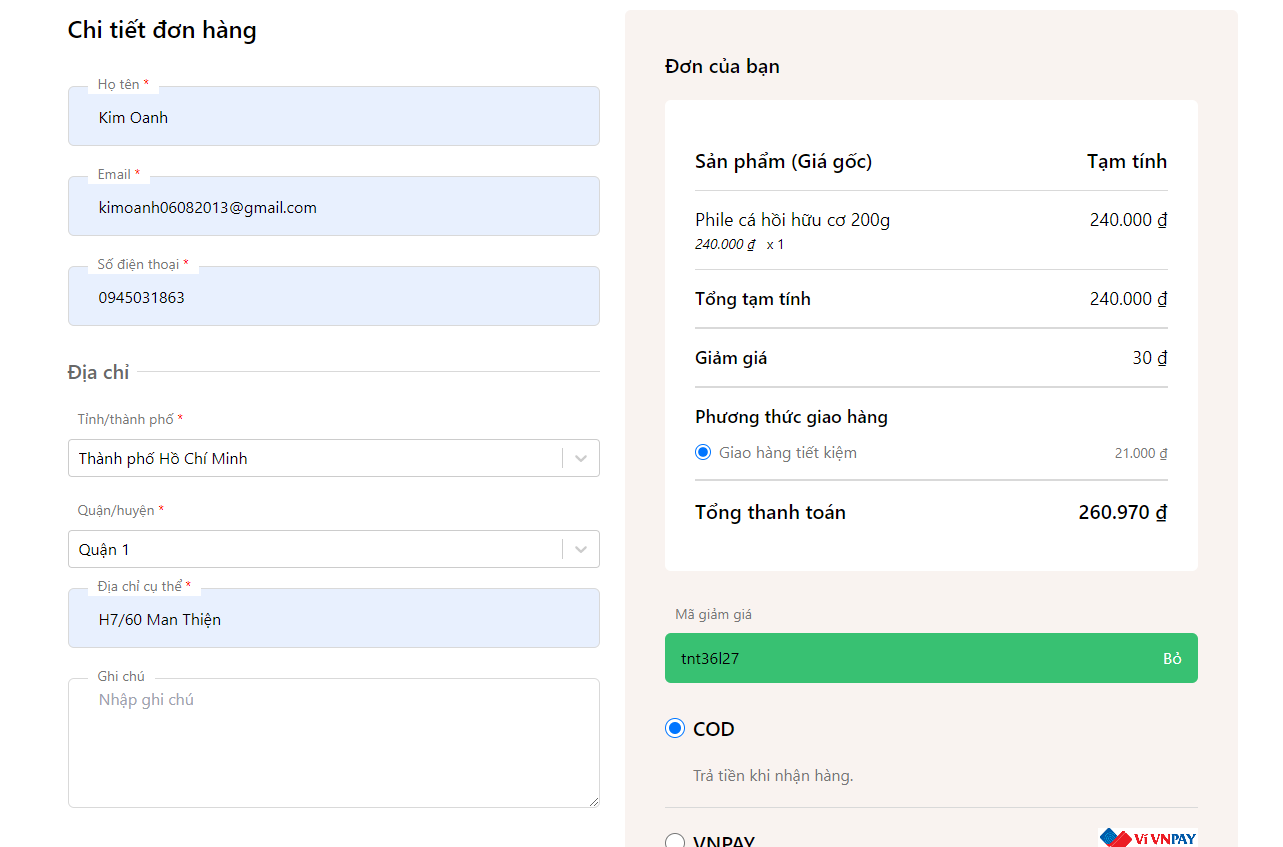 Chi tiết đơn hàng
Họ tên *
Kim Oanh
Email *
kimoanh06082013@gmail.com
Số điện thoại *
0945031863
Địa chỉ
Tỉnh/thành phố *
Thành phố Hồ Chí Minh
Quận/huyện *
Quận 1
Địa chỉ cụ thể *
H7/60 Man Thiện
Ghi chú
Nhập ghi chú
Đơn của bạn
Sản phẩm (Giá gốc) Tạm tính
Phile cá hồi hữu cơ 200g 240.000 ₫
240.000 ₫ x 1
Tổng tạm tính 240.000 ₫
Giảm giá 30 ₫
Phương thức giao hàng
Giao hàng tiết kiệm 21.000 ₫
Tổng thanh toán 260.970 ₫
Mã giảm giá
tnt36l27 Bỏ
COD
Trả tiền khi nhận hàng.
VNPAY Ví VNPAY